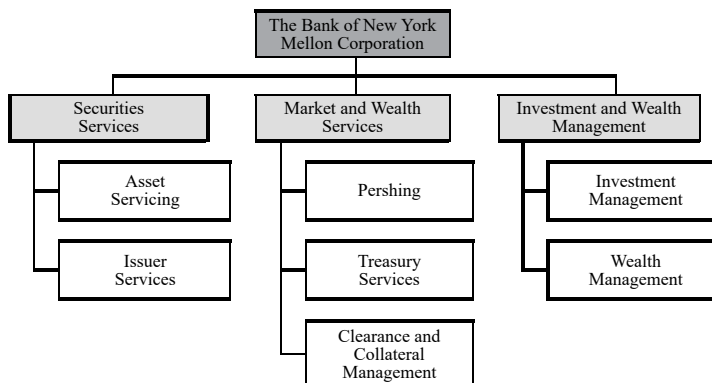 The Bank of New York
Mellon Corporation
Securities
Services
Market and Wealth
Services
Investment and Wealth
Management
Asset
Servicing
Pershing
Investment
Management
Issuer
Services
Treasury
Services
Wealth
Management
Clearance and
Collateral
Management